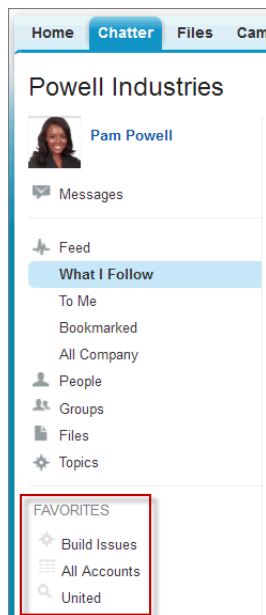 Home Chatter Files Cam
Powell Industries
Pam Powell
Messages
Feed
What I Follow
To Me
Bookmarked
All Company
People
Groups
Files
Topics
FAVORITES
Build Issues
All Accounts
United